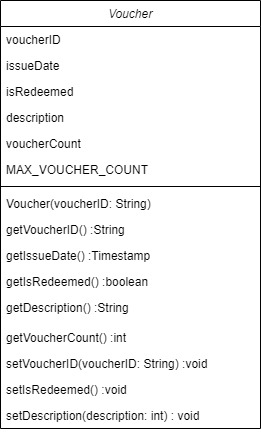 Voucher
voucherID
issueDate
isRedeemed
description
voucherCount
MAX_VOUCHER_COUNT
Voucher(voucherID: String)
getVoucherID() :String
getIssueDate() :Timestamp
getIsRedeemed() :boolean
getDescription() :String
getVoucherCount() :int
setVoucherID(voucherID: String) :void
setIsRedeemed() :void
setDescription(description: int) : void